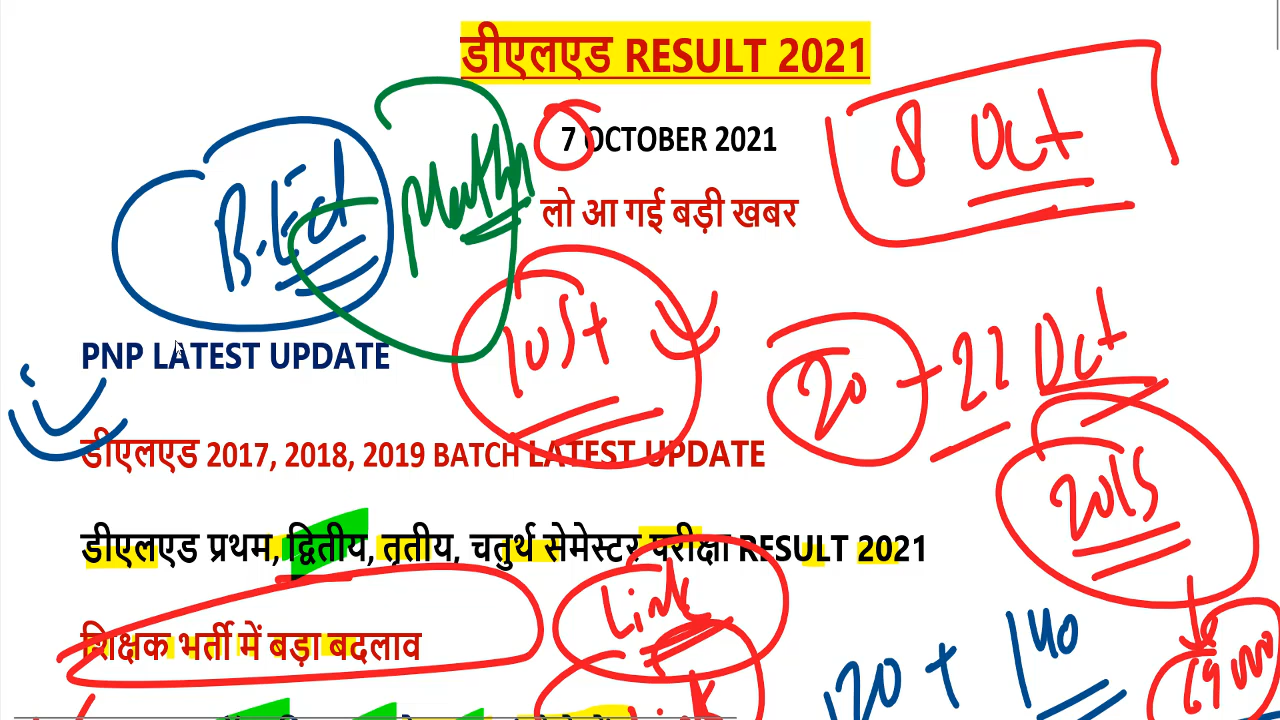 डीएलएड RESULT 2021
7 OCTOBER 2021
8 Oct
B.Ed
Maths
लो आ गई बड़ी खबर
20 - 22 Oct
PNP LATEST UPDATE
डीएलएड 2017, 2018, 2019 BATCH LATEST UPDATE
2015
डीएलएड प्रथम, द्वितीय, तृतीय, चतुर्थ सेमेस्टर परीक्षा RESULT 2021
Link
शिक्षक भर्ती में बड़ा बदलाव
120 + 140
69000